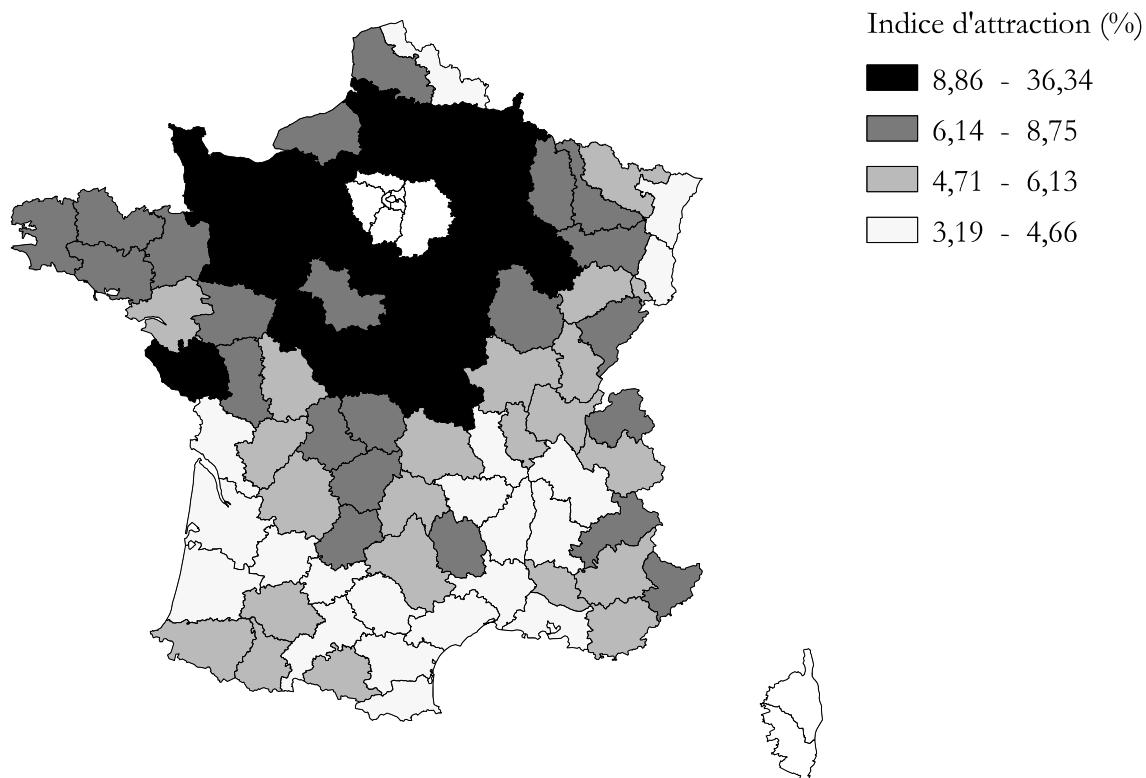 Indice d'attraction (%)
8,86 - 36,34
6,14 - 8,75
4,71 - 6,13
3,19 - 4,66